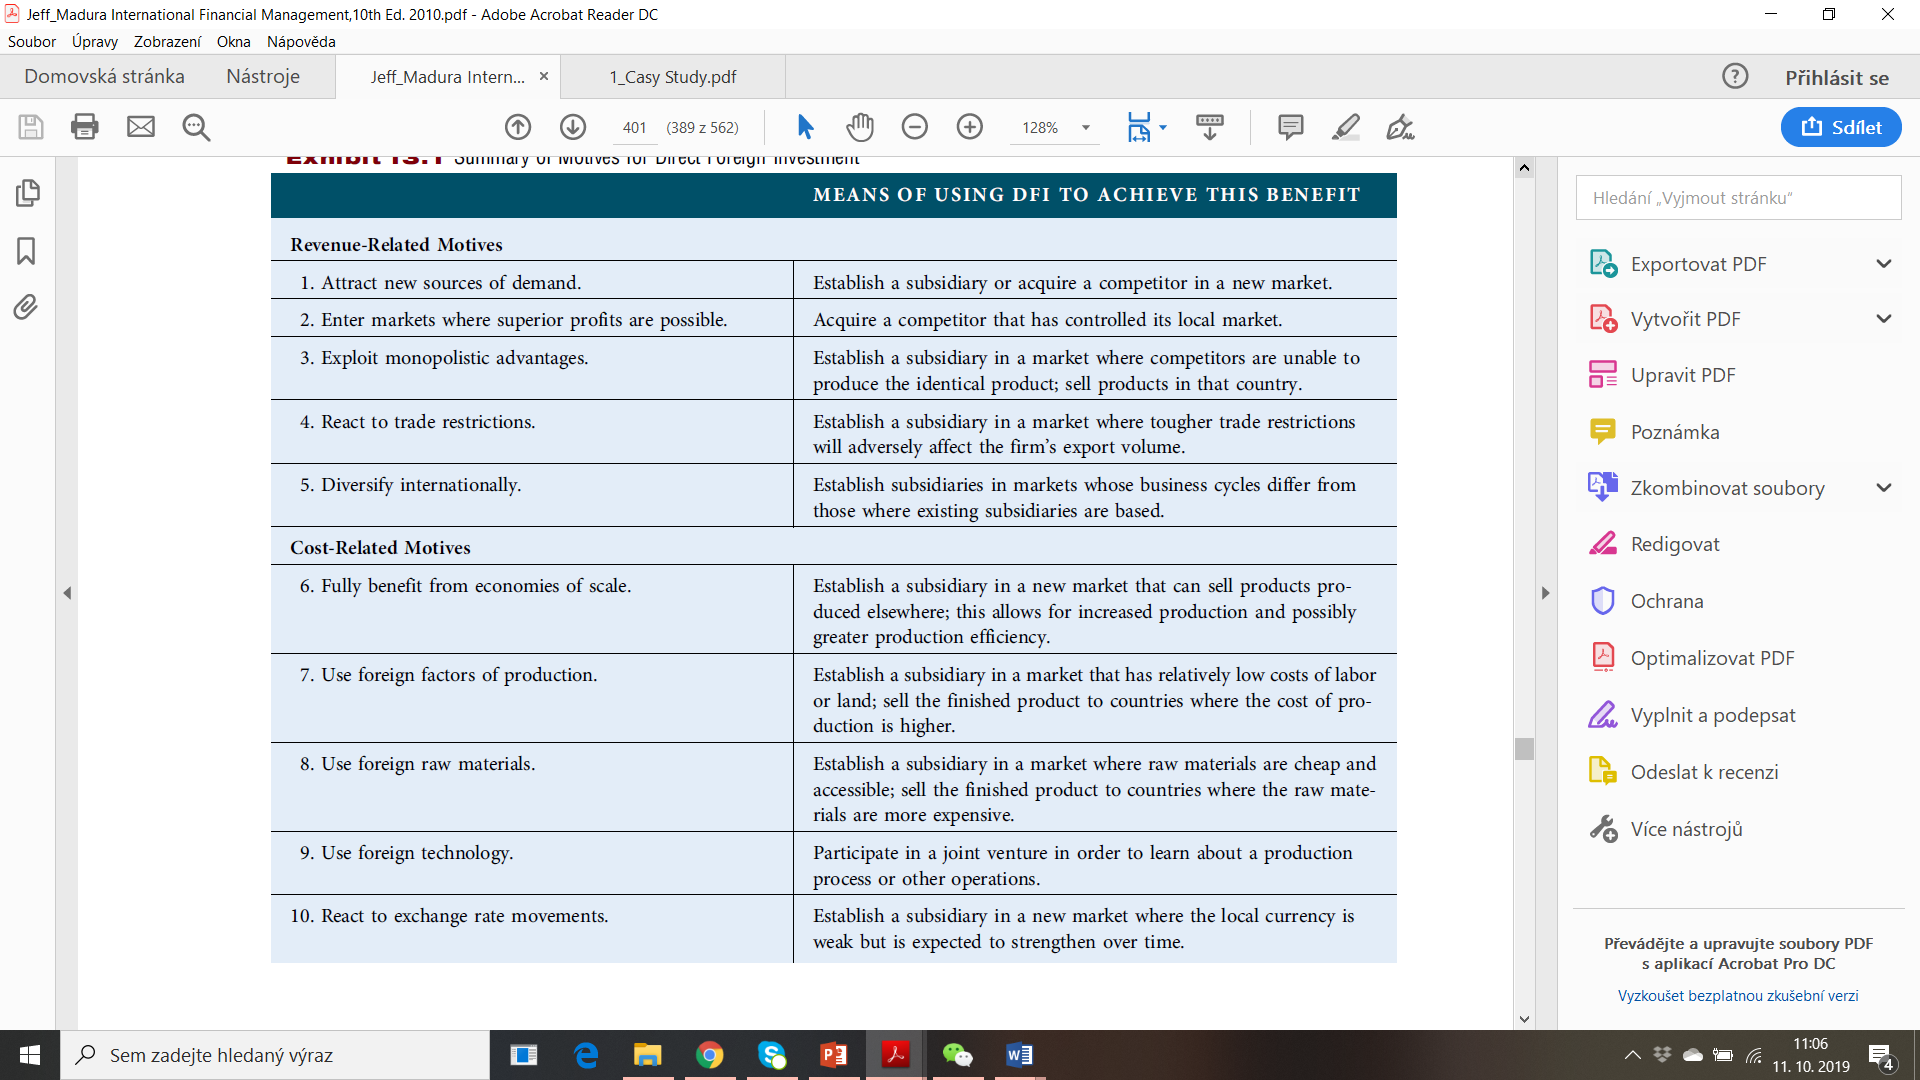 Jeff_Madura International Financial Management,10th Ed. 2010.pdf - Adobe Acrobat Reader DC
Soubor Úpravy Zobrazení Okna Nápověda
Domovská stránka Nástroje Jeff_Madura Intern... × 1_Casy Study.pdf Přihlásit se
401 (389 z 562) 128% Sdílet
Exhibit 13.1 Summary of Motives for Direct Foreign Investment
MEANS OF USING DFI TO ACHIEVE THIS BENEFIT
Revenue-Related Motives
1. Attract new sources of demand.
Establish a subsidiary or acquire a competitor in a new market.
2. Enter markets where superior profits are possible.
Acquire a competitor that has controlled its local market.
3. Exploit monopolistic advantages.
Establish a subsidiary in a market where competitors are unable to
produce the identical product; sell products in that country.
4. React to trade restrictions.
Establish a subsidiary in a market where tougher trade restrictions
will adversely affect the firm's export volume.
5. Diversify internationally.
Establish subsidiaries in markets whose business cycles differ from
those where existing subsidiaries are based.
Cost-Related Motives
6. Fully benefit from economies of scale.
Establish a subsidiary in a new market that can sell products pro-
duced elsewhere; this allows for increased production and possibly
greater production efficiency.
7. Use foreign factors of production.
Establish a subsidiary in a market that has relatively low costs of labor
or land; sell the finished product to countries where the cost of pro-
duction is higher.
8. Use foreign raw materials.
Establish a subsidiary in a market where raw materials are cheap and
accessible; sell the finished product to countries where the raw mate-
rials are more expensive.
9. Use foreign technology.
Participate in a joint venture in order to learn about a production
process or other operations.
10. React to exchange rate movements.
Establish a subsidiary in a new market where the local currency is
weak but is expected to strengthen over time.
Hledání „Vyjmout stránku“
Exportovat PDF
Vytvořit PDF
Upravit PDF
Poznámka
Zkombinovat soubory
Redigovat
Ochrana
Optimalizovat PDF
Vyplnit a podepsat
Odeslat k recenzi
Více nástrojů
Převádějte a upravujte soubory PDF
s aplikací Acrobat Pro DC
Vyzkoušet bezplatnou zkušební verzi
Sem zadejte hledaný výraz
11:06
11. 10. 2019
4